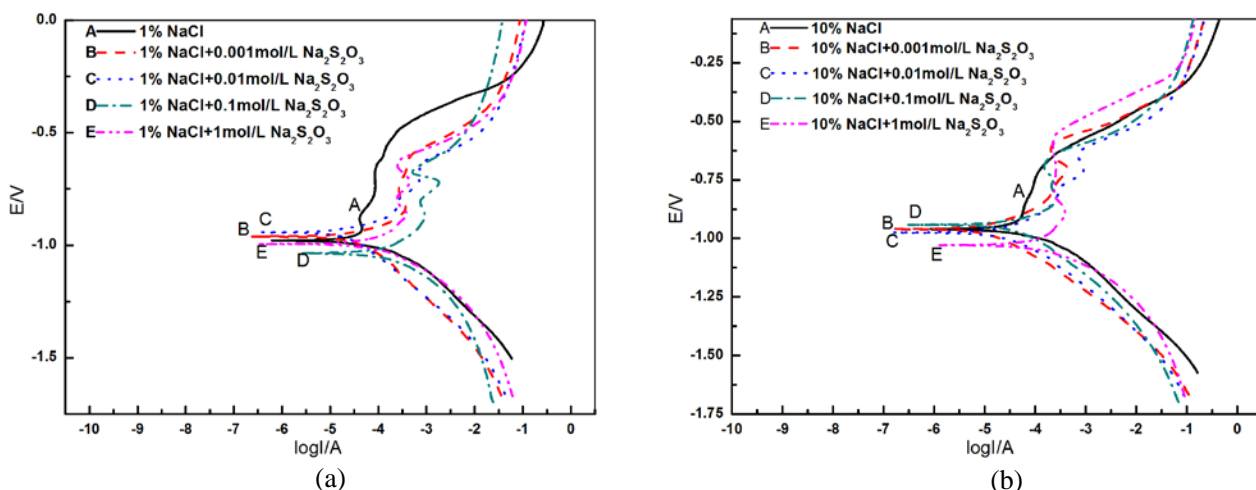 (a)
A 1% NaCl
B 1% NaCl+0.001mol/L Na₂S₂O₃
C 1% NaCl+0.01mol/L Na₂S₂O₃
D 1% NaCl+0.1mol/L Na₂S₂O₃
E 1% NaCl+1mol/L Na₂S₂O₃
E/V
0.0
-0.5
-1.0
-1.5
A
B
C
E
D
-10 -9 -8 -7 -6 -5 -4 -3 -2 -1 0
logI/A
(a)
(b)
A 10% NaCl
B 10% NaCl+0.001mol/L Na₂S₂O₃
C 10% NaCl+0.01mol/L Na₂S₂O₃
D 10% NaCl+0.1mol/L Na₂S₂O₃
E 10% NaCl+1mol/L Na₂S₂O₃
E/V
-0.25
-0.50
-0.75
-1.00
-1.25
-1.50
-1.75
A
B
D
C
E
-10 -9 -8 -7 -6 -5 -4 -3 -2 -1 0
logI/A
(b)